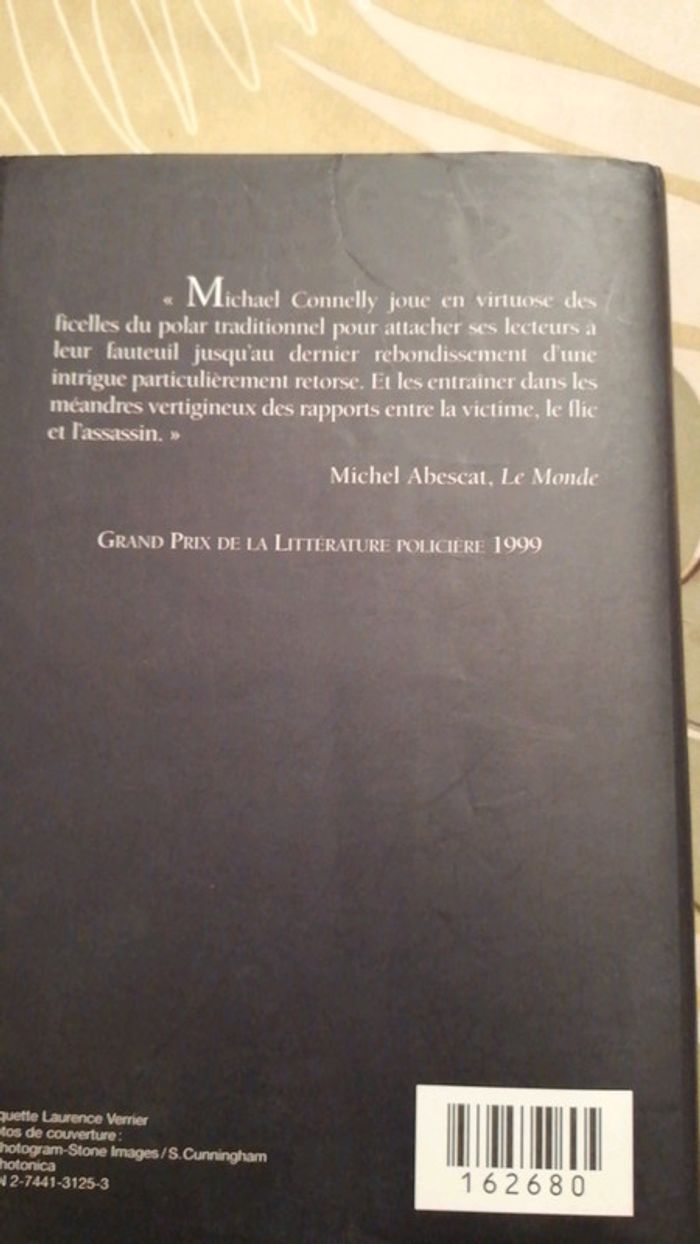 « Michael Connelly joue en virtuose des
ficelles du polar traditionnel pour attacher ses lecteurs à
leur fauteuil jusqu'au dernier rebondissement d'une
intrigue particulièrement retorse. Et les entraîner dans les
méandres vertigineux des rapports entre la victime, le flic
et l'assassin. »
Michel Abescat, Le Monde
GRAND PRIX DE LA LITTÉRATURE POLICIÈRE 1999
quette Laurence Verrier
tos de couverture :
hotogram-Stone Images / S. Cunningham
hotonica
N 2-7441-3125-3
162680